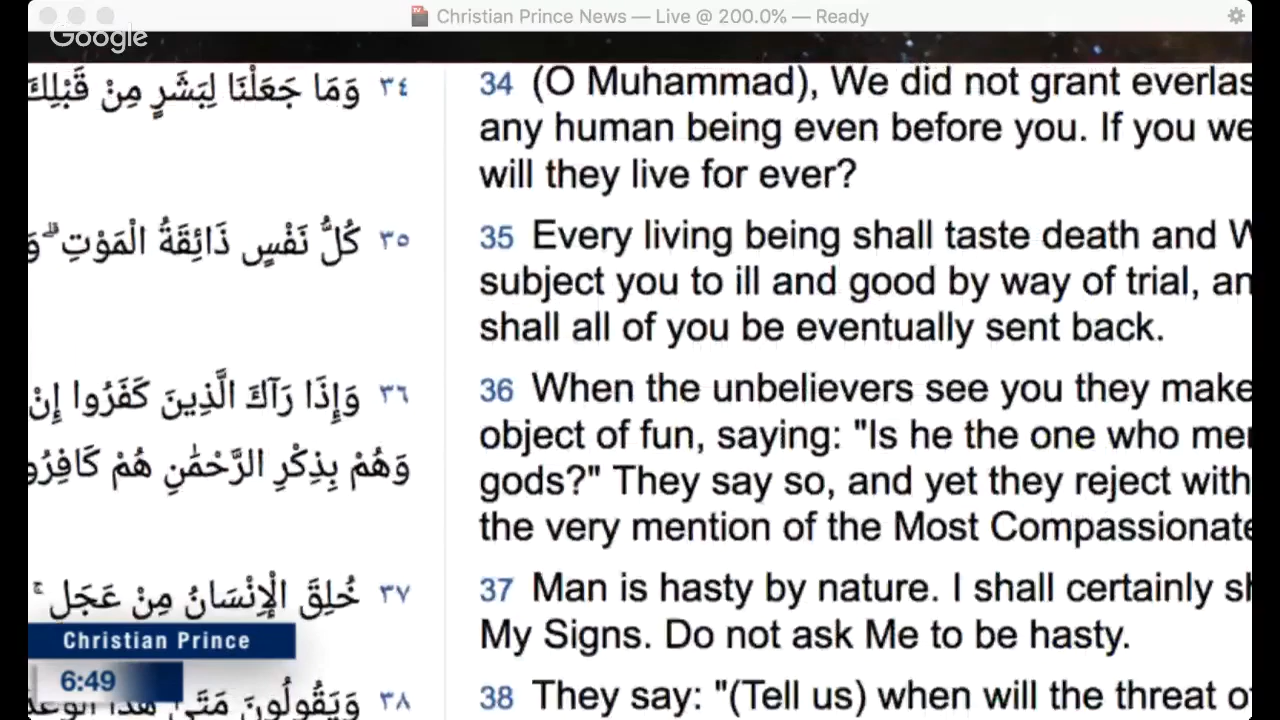 Christian Prince News — Live @ 200.0% — Ready
Google
٣٤ وَمَا جَعَلْنَا لِبَشَرٍ مِنْ قَبْلِكَ
34 (O Muhammad), We did not grant everlas
any human being even before you. If you we
will they live for ever?
٣٥ كُلُّ نَفْسٍ ذَائِقَةُ الْمَوْتِ ۗ وَ
35 Every living being shall taste death and W
subject you to ill and good by way of trial, an
shall all of you be eventually sent back.
٣٦ وَإِذَا رَآكَ الَّذِينَ كَفَرُوا إِنْ
وَهُمْ بِذِكْرِ الرَّحْمَٰنِ هُمْ كَافِرُو
36 When the unbelievers see you they make
object of fun, saying: "Is he the one who me
gods?" They say so, and yet they reject with
the very mention of the Most Compassionate
٣٧ خُلِقَ الْإِنْسَانُ مِنْ عَجَلٍ ۚ
37 Man is hasty by nature. I shall certainly sh
My Signs. Do not ask Me to be hasty.
٣٨ وَيَقُولُونَ مَتَىٰ هَٰذَا الْوَعْدُ
38 They say: "(Tell us) when will the threat o
Christian Prince
6:49